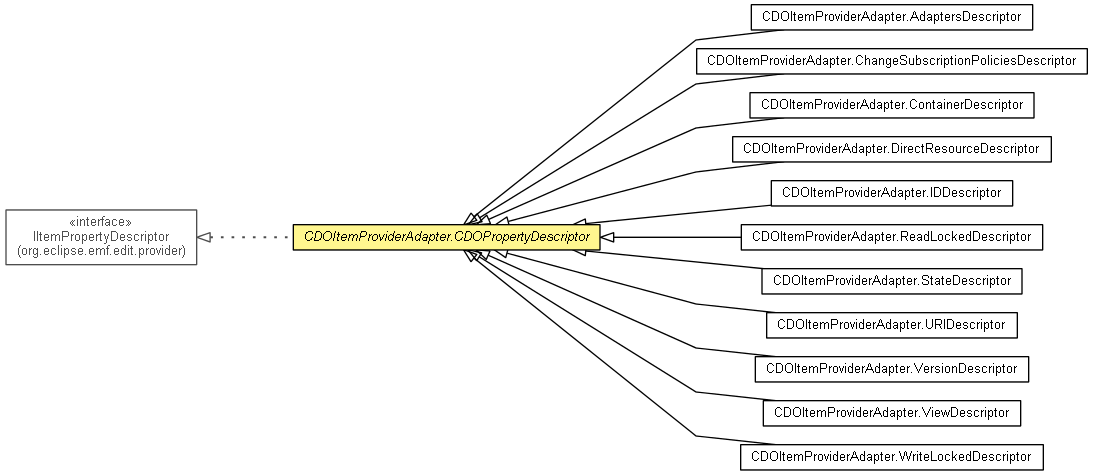 CDOItemProviderAdapter.AdaptersDescriptor
CDOItemProviderAdapter.ChangeSubscriptionPoliciesDescriptor
CDOItemProviderAdapter.ContainerDescriptor
CDOItemProviderAdapter.DirectResourceDescriptor
CDOItemProviderAdapter.IDDescriptor
«interface»
IItemPropertyDescriptor
(org.eclipse.emf.edit.provider)
CDOItemProviderAdapter.CDOPropertyDescriptor
CDOItemProviderAdapter.ReadLockedDescriptor
CDOItemProviderAdapter.StateDescriptor
CDOItemProviderAdapter.URIDescriptor
CDOItemProviderAdapter.VersionDescriptor
CDOItemProviderAdapter.ViewDescriptor
CDOItemProviderAdapter.WriteLockedDescriptor